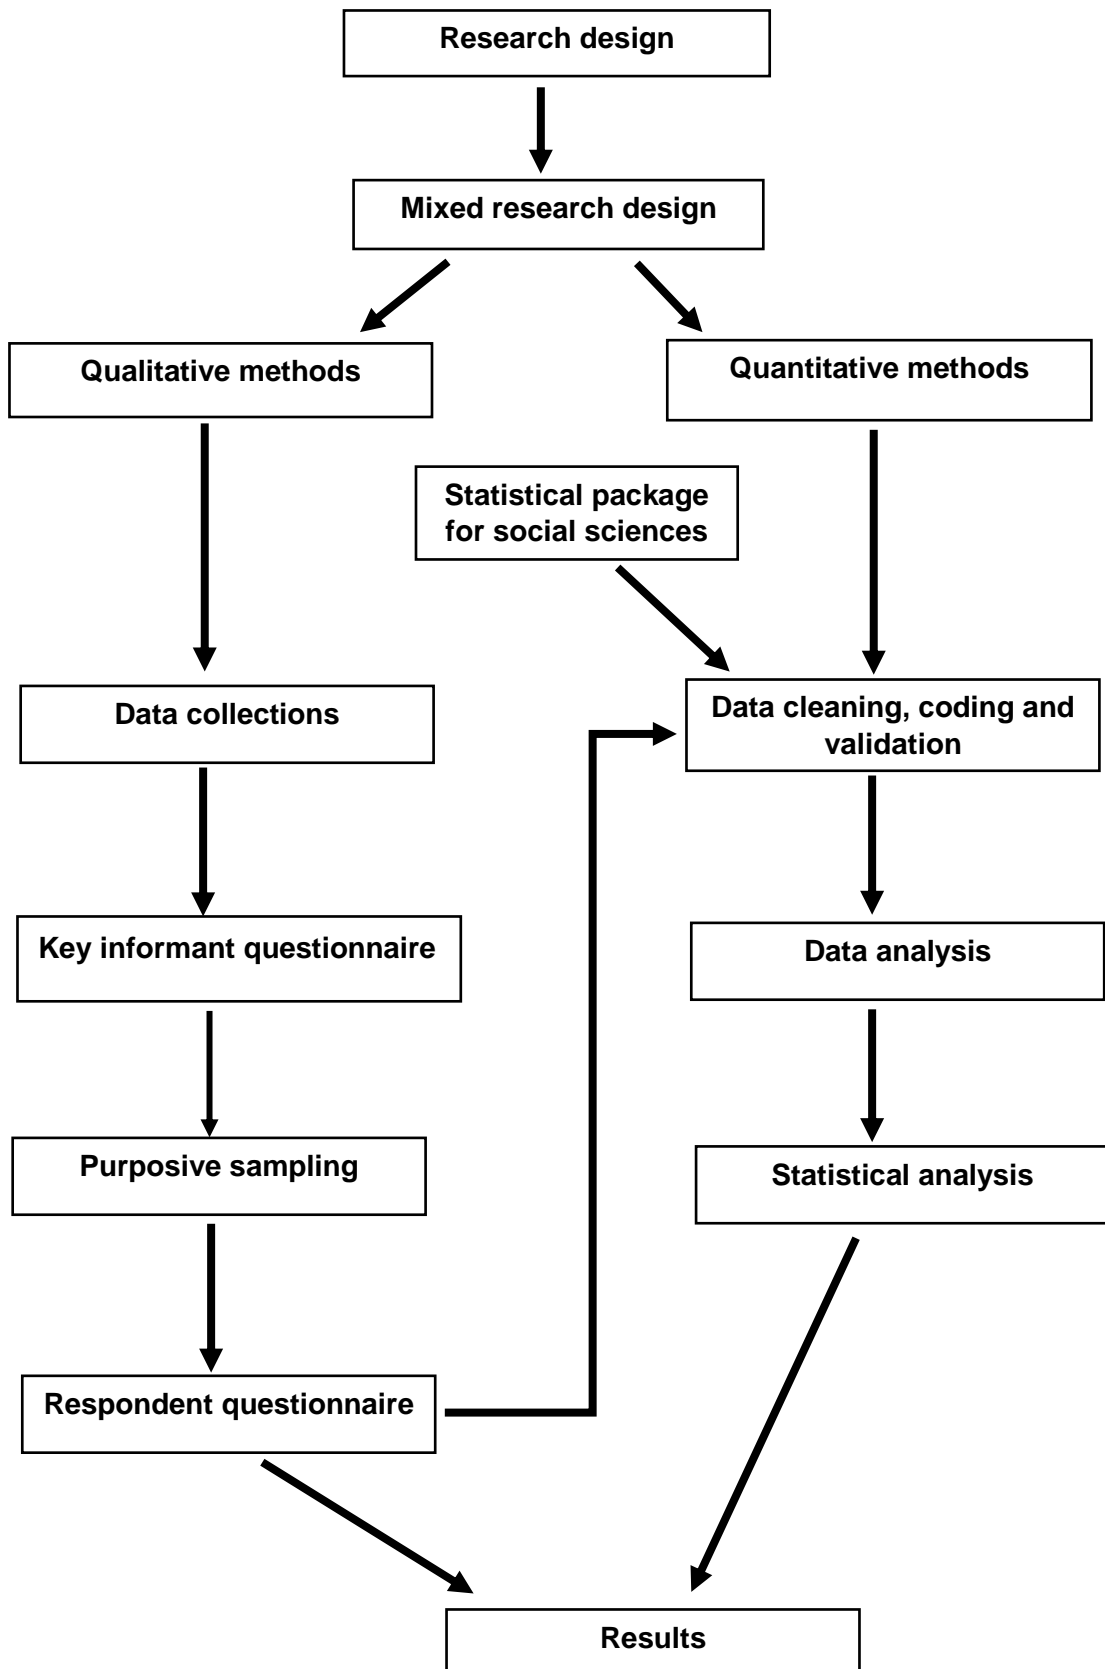 Research design
Mixed research design
Qualitative methods
Quantitative methods
Statistical package
for social sciences
Data collections
Data cleaning, coding and
validation
Key informant questionnaire
Data analysis
Purposive sampling
Statistical analysis
Respondent questionnaire
Results